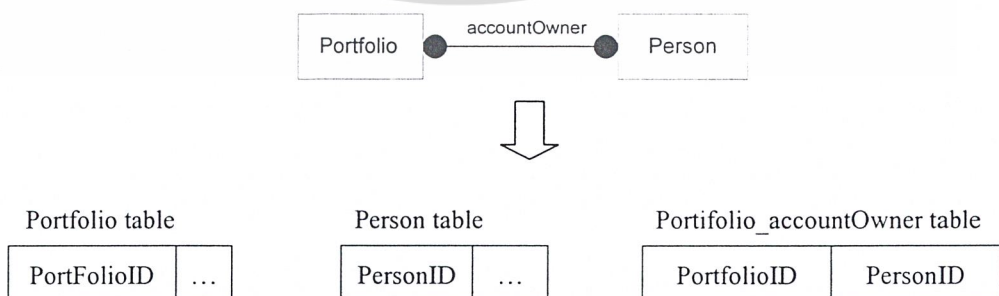 accountOwner
Portfolio Person
Portfolio table Person table Portifolio_accountOwner table
PortFolioID ... PersonID ... PortfolioID PersonID